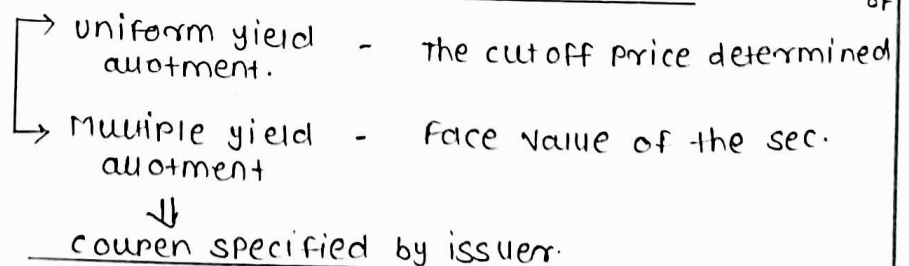 OF
→ uniform yield - The cutoff price determined
allotment.
→ Multiple yield - Face value of the sec.
allotment
⇓
coupen specified by issuer.